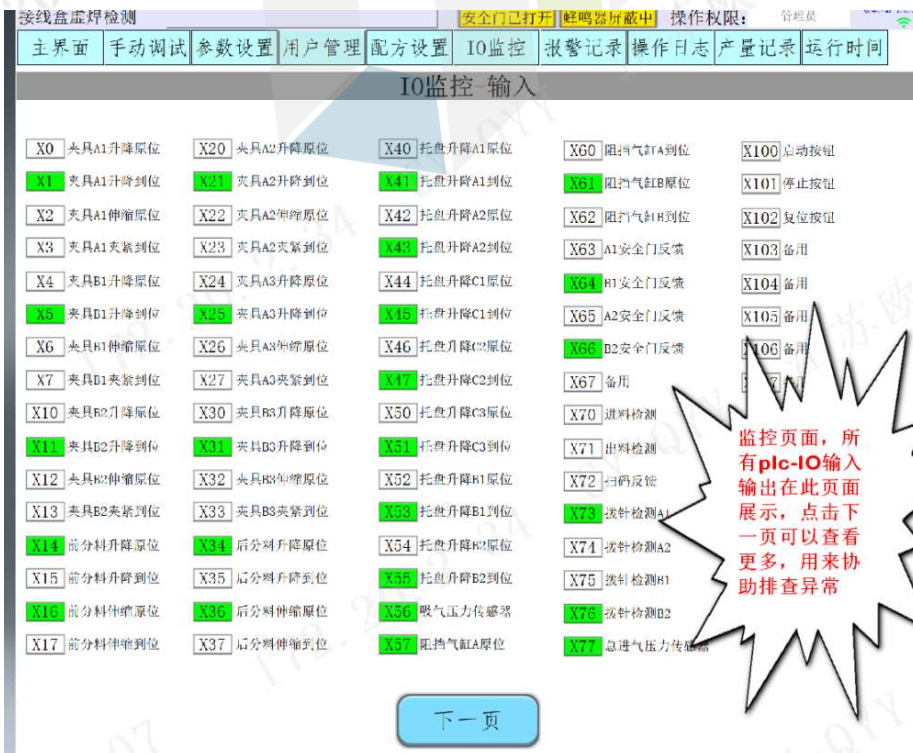 接线盒虚焊检测 安全门已打开 蜂鸣器屏蔽中 操作权限: 管理员
主界面 手动调试 参数设置 用户管理 配方设置 IO监控 报警记录 操作日志 产量记录 运行时间
IO监控-输入
X0 夹具A1升降原位 X20 夹具A2升降原位 X40 托盘升降A1原位 X60 阻挡气缸A到位 X100 启动按钮
X1 夹具A1升降到位 X21 夹具A2升降到位 X41 托盘升降A1到位 X61 阻挡气缸B原位 X101 停止按钮
X2 夹具A1伸缩原位 X22 夹具A2伸缩原位 X42 托盘升降A2原位 X62 阻挡气缸B到位 X102 复位按钮
X3 夹具A1夹紧到位 X23 夹具A2夹紧到位 X43 托盘升降A2到位 X63 A1安全门反馈 X103 备用
X4 夹具B1升降原位 X24 夹具A3升降原位 X44 托盘升降C1原位 X64 B1安全门反馈 X104 备用
X5 夹具B1升降到位 X25 夹具A3升降到位 X45 托盘升降C1到位 X65 A2安全门反馈 X105 备用
X6 夹具B1伸缩原位 X26 夹具A3伸缩原位 X46 托盘升降C2原位 X66 B2安全门反馈 X106 备用
X7 夹具B1夹紧到位 X27 夹具A3夹紧到位 X47 托盘升降C2到位 X67 备用
X10 夹具B2升降原位 X30 夹具B3升降原位 X50 托盘升降C3原位 X70 进料检测
X11 夹具B2升降到位 X31 夹具B3升降到位 X51 托盘升降C3到位 X71 出料检测
X12 夹具B2伸缩原位 X32 夹具B3伸缩原位 X52 托盘升降B1原位 X72 扫码反馈
X13 夹具B2夹紧到位 X33 夹具B3夹紧到位 X53 托盘升降B1到位 X73 拨针检测A1
X14 前分料升降原位 X34 后分料升降原位 X54 托盘升降B2原位 X74 拨针检测A2
X15 前分料升降到位 X35 后分料升降到位 X55 托盘升降B2到位 X75 拨针检测B1
X16 前分料伸缩原位 X36 后分料伸缩原位 X56 吸气压力传感器 X76 拨针检测B2
X17 前分料伸缩到位 X37 后分料伸缩到位 X57 阻挡气缸A原位 X77 总进气压力传感器
监控页面，所
有plc-IO输入
输出在此页面
展示，点击下
一页可以查看
更多，用来协
助排查异常
下一页